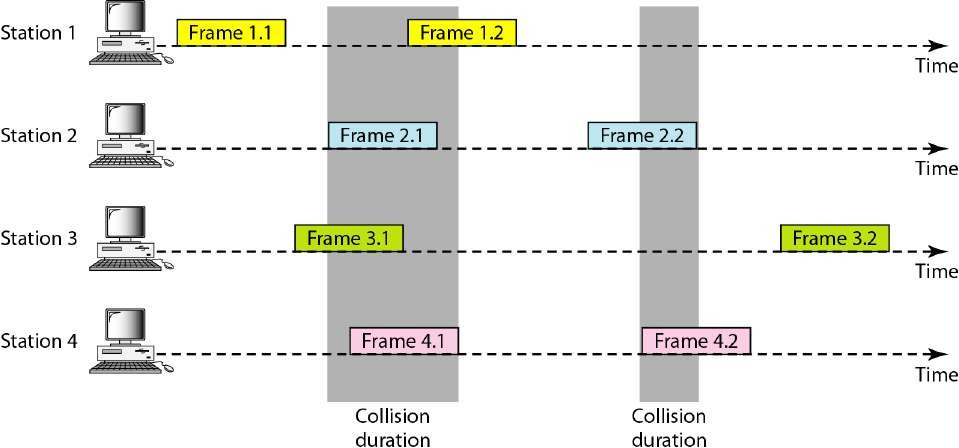 Station 1
Frame 1.1
Frame 1.2
Time
Station 2
Frame 2.1
Frame 2.2
Time
Station 3
Frame 3.1
Frame 3.2
Time
Station 4
Frame 4.1
Frame 4.2
Time
Collision
duration
Collision
duration